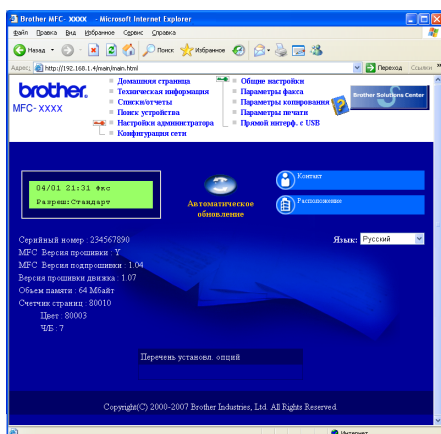 Brother MFC- XXXX - Microsoft Internet Explorer
Файл Правка Вид Избранное Сервис Справка
Назад Поиск Избранное
Адрес: http://192.168.1.4/main/main.html Переход Ссылки »
brother.
MFC- XXXX
Домашняя страница
Техническая информация
Списки/отчеты
Поиск устройства
Настройки администратора
Конфигурация сети
Общие настройки
Параметры факса
Параметры копирования
Параметры печати
Прямой интерф. с USB
Brother Solutions Center
04/01 21:31 Фкс
Разреш:Стандарт
Автоматическое
обновление
Контакт
Расположение
Серийный номер : 234567890
Язык: Русский
MFC Версия прошивки : Y
MFC Версия подпрошивки : 1.04
Версия прошивки движка : 1.07
Объем памяти : 64 Мбайт
Счетчик страниц : 80010
Цвет : 80003
Ч/Б : 7
Перечень установл. опций
Copyright(C) 2000-2007 Brother Industries, Ltd. All Rights Reserved.
Интернет